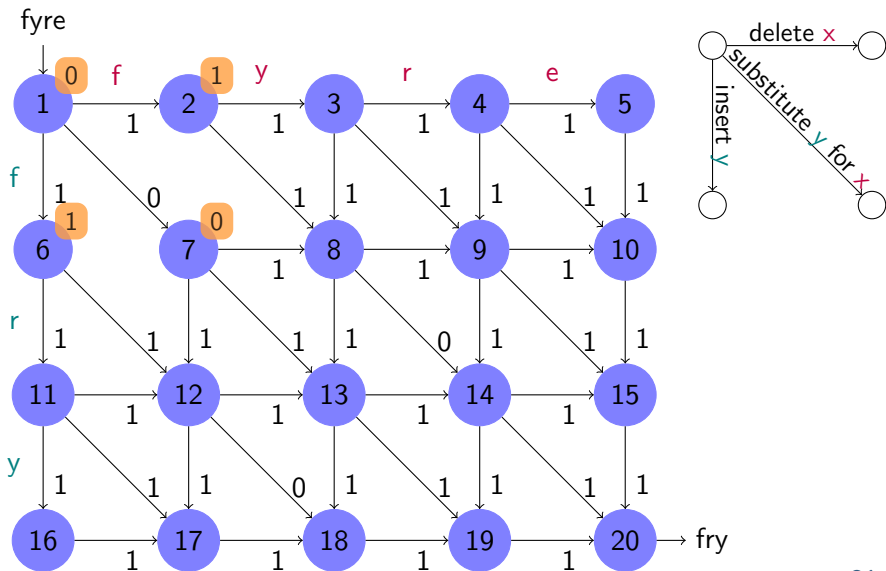 fyre
0 1
f y r e
1 2 3 4 5
1 1 1 1
delete x
substitute y for x
insert y
f
1 0 1 1 1 1 1 1
1 0
6 7 8 9 10
1 1 1
r
1 1 1 1 1 0 1 1 1
11 12 13 14 15
1 1 1 1
y
1 1 1 0 1 1 1 1 1
16 17 18 19 20
fry
1 1 1 1